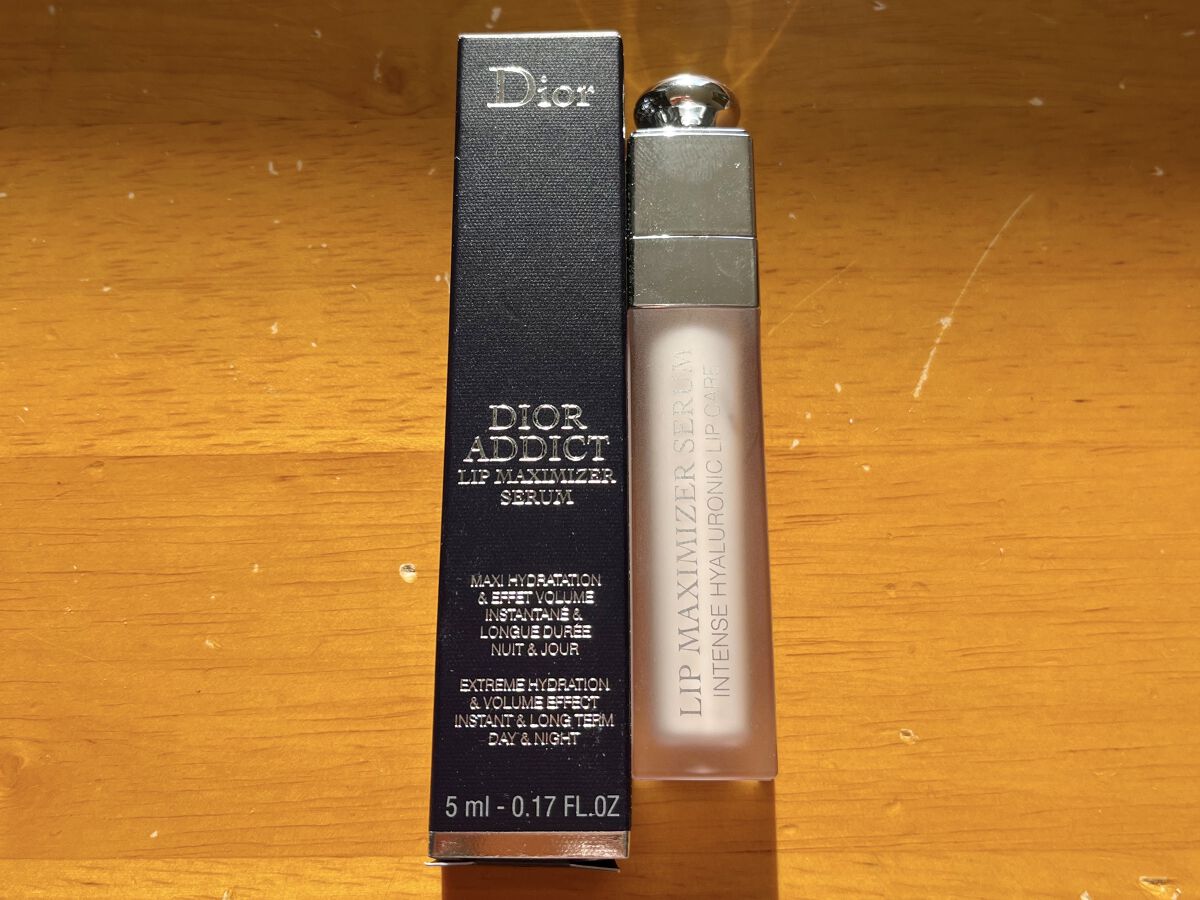 Dior
DIOR
ADDICT
LIP MAXIMIZER
SERUM
MAXI HYDRATATION
& EFFET VOLUME
INSTANTANÉ &
LONGUE DURÉE
NUIT & JOUR
EXTREME HYDRATION
& VOLUME EFFECT
INSTANT & LONG TERM
DAY & NIGHT
5 ml - 0.17 FL.OZ
LIP MAXIMIZER SERUM
INTENSE HYALURONIC LIP CARE